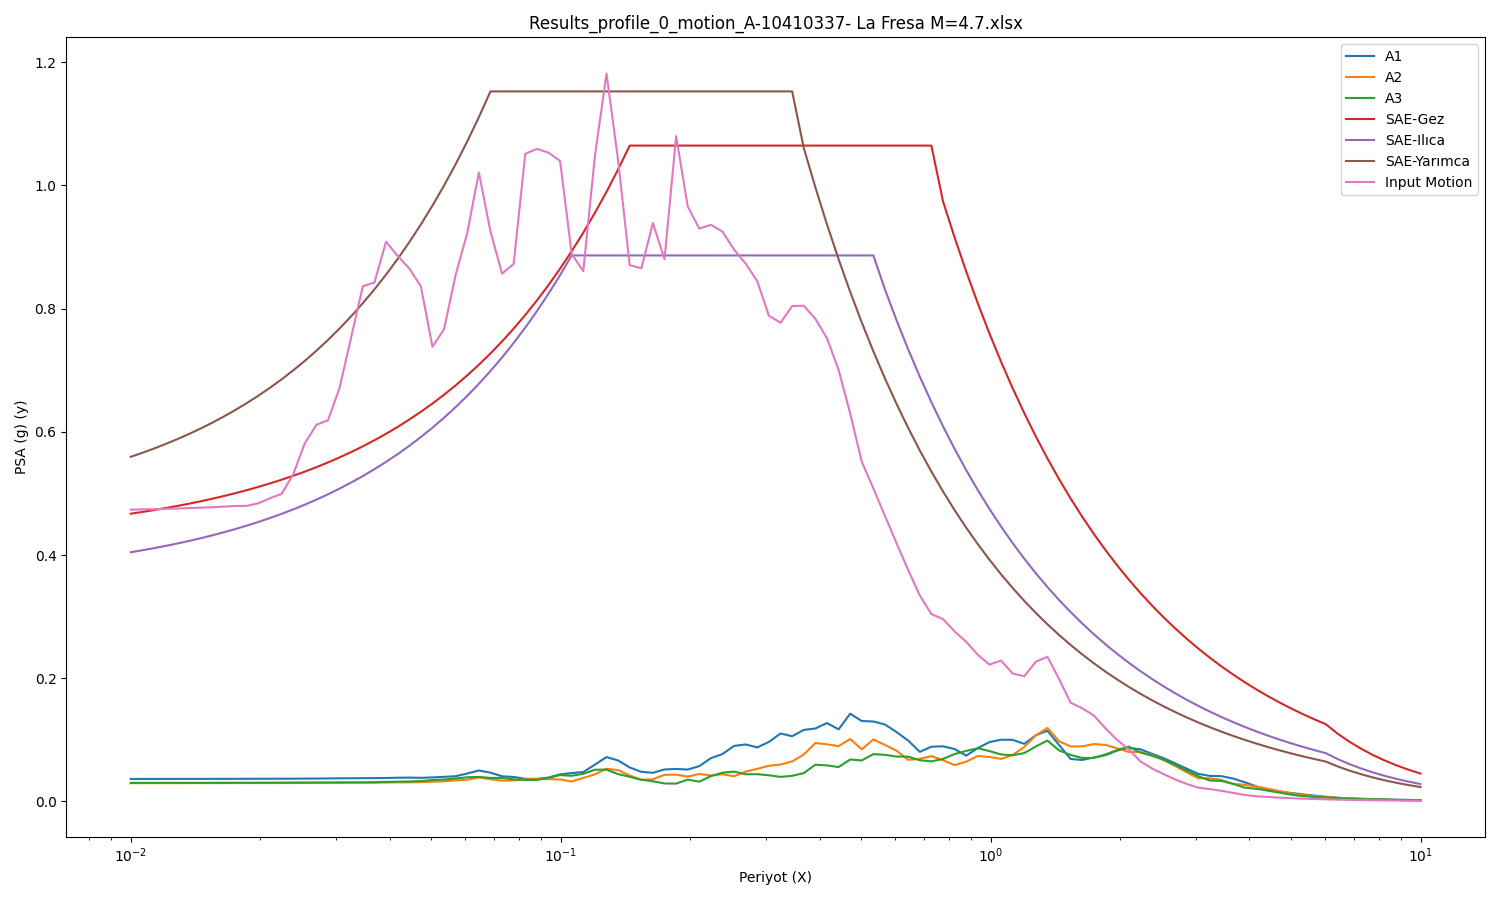 Results_profile_0_motion_A-10410337- La Fresa M=4.7.xlsx
A1
A2
A3
SAE-Gez
SAE-Ilıca
SAE-Yarımca
Input Motion
PSA (g) (y)
1.2
1.0
0.8
0.6
0.4
0.2
0.0
10⁻² 10⁻¹ 10⁰ 10¹
Periyot (X)